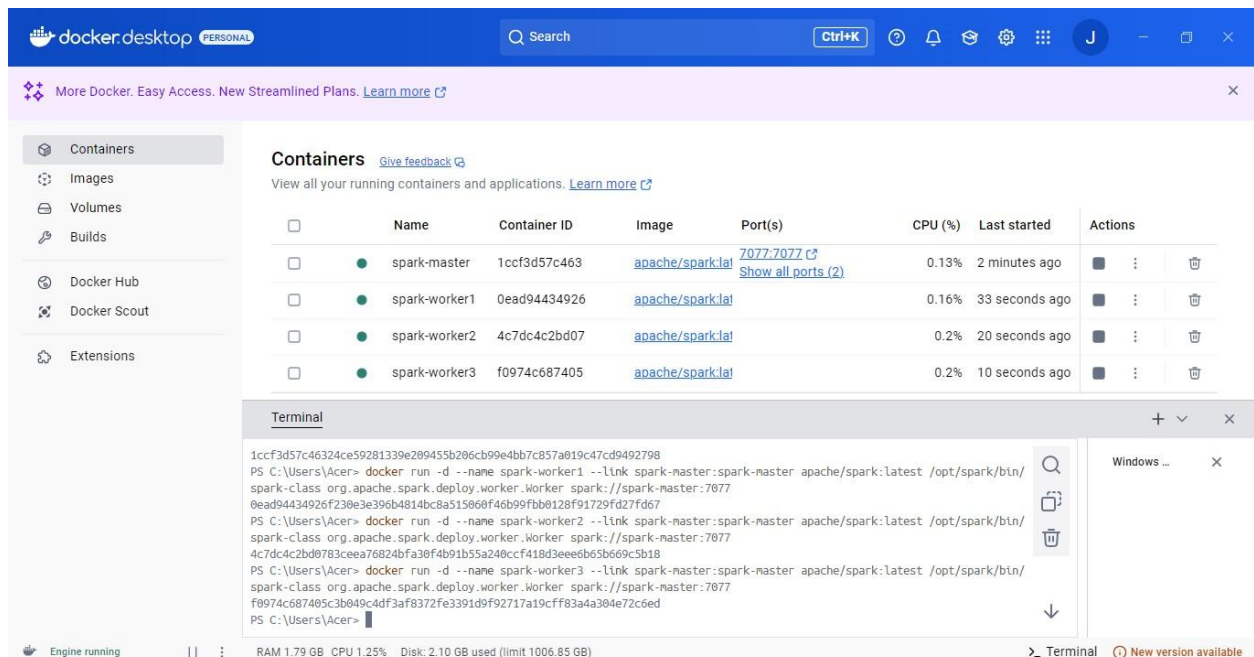 docker.desktop PERSONAL Search Ctrl+K J
More Docker. Easy Access. New Streamlined Plans. Learn more
Containers
Images
Volumes
Builds
Docker Hub
Docker Scout
Extensions
Containers Give feedback
View all your running containers and applications. Learn more
Name Container ID Image Port(s) CPU (%) Last started Actions
spark-master 1ccf3d57c463 apache/spark:lat 7077:7077 0.13% 2 minutes ago
Show all ports (2)
spark-worker1 0ead94434926 apache/spark:lat 0.16% 33 seconds ago
spark-worker2 4c7dc4c2bd07 apache/spark:lat 0.2% 20 seconds ago
spark-worker3 f0974c687405 apache/spark:lat 0.2% 10 seconds ago
Terminal
Windows ...
1ccf3d57c46324ce59281339e209455b206cb99e4bb7c857a019c47cd9492798
PS C:\Users\Acer> docker run -d --name spark-worker1 --link spark-master:spark-master apache/spark:latest /opt/spark/bin/
spark-class org.apache.spark.deploy.worker.Worker spark://spark-master:7077
0ead94434926f230e3e396b4814bc8a515060f46b99fbb0128f91729fd27fd67
PS C:\Users\Acer> docker run -d --name spark-worker2 --link spark-master:spark-master apache/spark:latest /opt/spark/bin/
spark-class org.apache.spark.deploy.worker.Worker spark://spark-master:7077
4c7dc4c2bd0783ceea76824bfa30f4b91b55a240ccf418d3eee6b65b669c5b18
PS C:\Users\Acer> docker run -d --name spark-worker3 --link spark-master:spark-master apache/spark:latest /opt/spark/bin/
spark-class org.apache.spark.deploy.worker.Worker spark://spark-master:7077
f0974c687405c3b049c4df3af8372fe3391d9f92717a19cff83a4a304e72c6ed
PS C:\Users\Acer>
Engine running RAM 1.79 GB CPU 1.25% Disk: 2.10 GB used (limit 1006.85 GB) >_ Terminal New version available